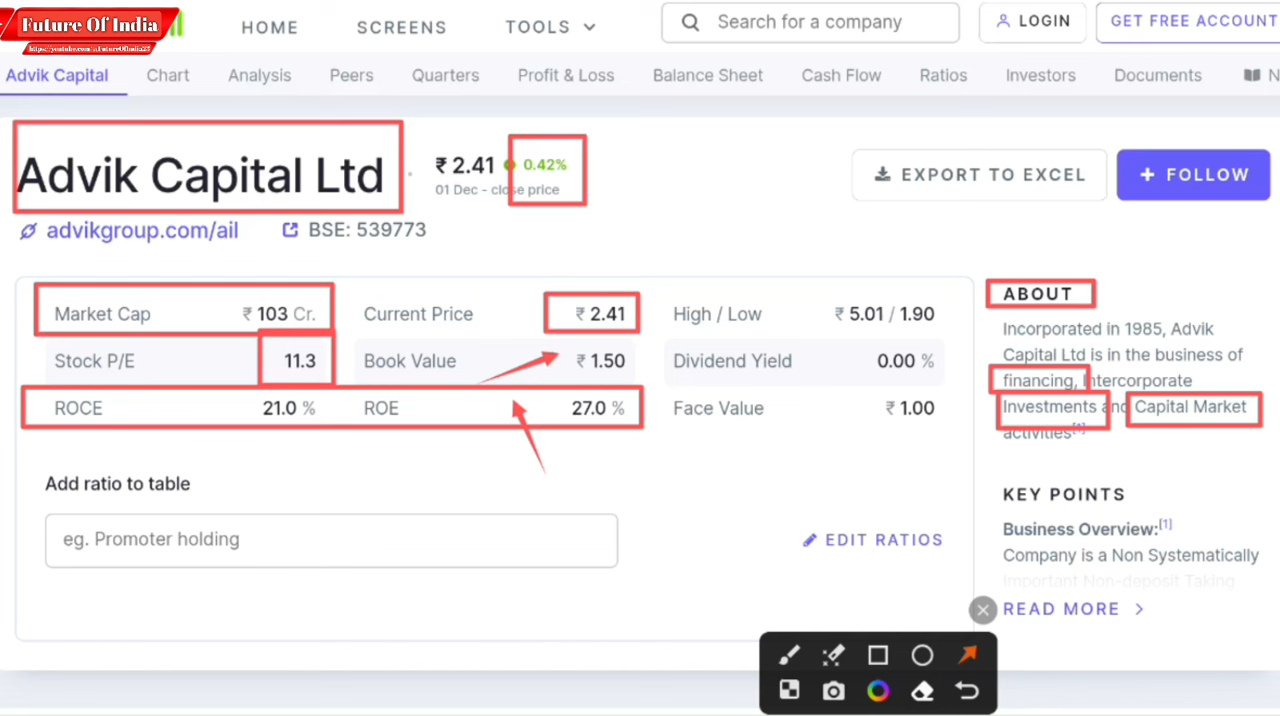 Future Of India
HOME
SCREENS
TOOLS
Search for a company
LOGIN
GET FREE ACCOUNT
Advik Capital
Chart
Analysis
Peers
Quarters
Profit & Loss
Balance Sheet
Cash Flow
Ratios
Investors
Documents
N
Advik Capital Ltd
₹ 2.41
0.42%
01 Dec - close price
EXPORT TO EXCEL
+ FOLLOW
advikgroup.com/ail
BSE: 539773
Market Cap ₹ 103 Cr.
Current Price ₹ 2.41
High / Low ₹ 5.01 / 1.90
Stock P/E 11.3
Book Value ₹ 1.50
Dividend Yield 0.00 %
ROCE 21.0 %
ROE 27.0 %
Face Value ₹ 1.00
Add ratio to table
eg. Promoter holding
EDIT RATIOS
ABOUT
Incorporated in 1985, Advik
Capital Ltd is in the business of
financing, Intercorporate
Investments and Capital Market
activities[1]
KEY POINTS
Business Overview:[1]
Company is a Non Systematically
Important Non-deposit Taking
READ MORE